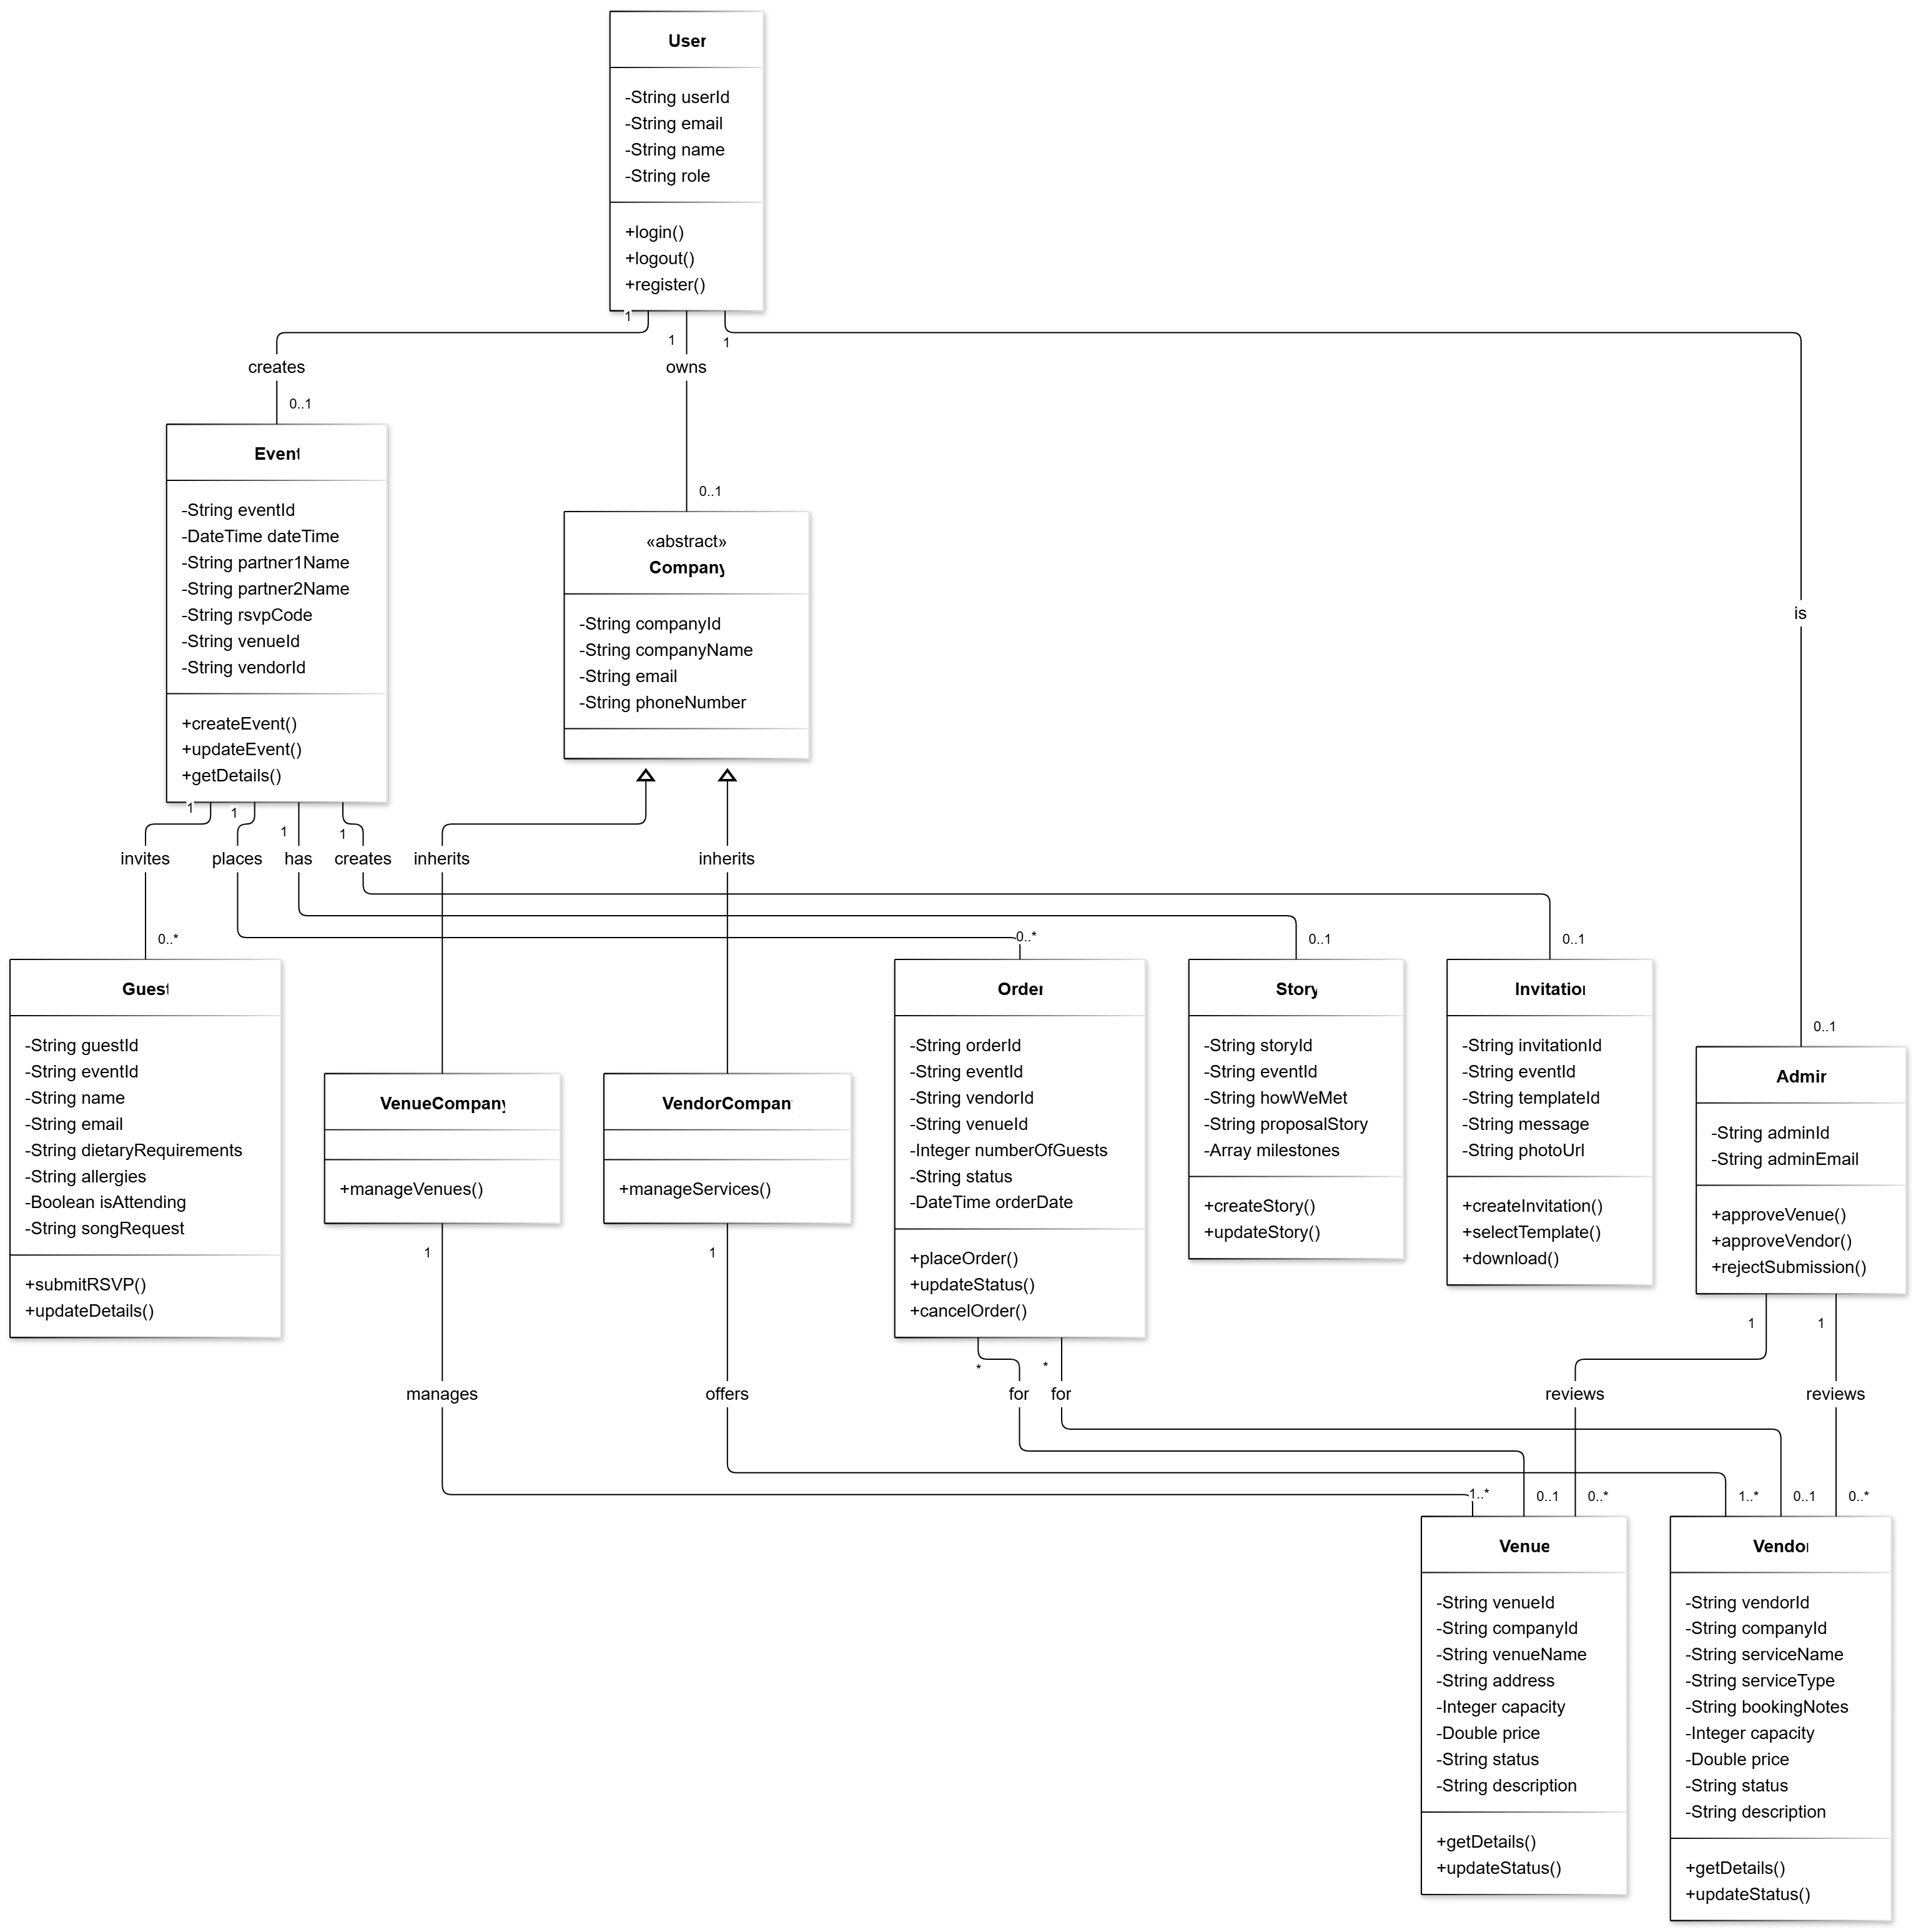 User
-String userId
-String email
-String name
-String role
+login()
+logout()
+register()
1
1
1
creates
owns
is
0..1
0..1
0..1
Event
-String eventId
-DateTime dateTime
-String partner1Name
-String partner2Name
-String rsvpCode
-String venueId
-String vendorId
+createEvent()
+updateEvent()
+getDetails()
«abstract»
Company
-String companyId
-String companyName
-String email
-String phoneNumber
1
1
1
1
invites
places
has
creates
inherits
inherits
0..*
0..*
0..1
0..1
Guest
-String guestId
-String eventId
-String name
-String email
-String dietaryRequirements
-String allergies
-Boolean isAttending
-String songRequest
+submitRSVP()
+updateDetails()
VenueCompany
+manageVenues()
VendorCompany
+manageServices()
Order
-String orderId
-String eventId
-String vendorId
-String venueId
-Integer numberOfGuests
-String status
-DateTime orderDate
+placeOrder()
+updateStatus()
+cancelOrder()
Story
-String storyId
-String eventId
-String howWeMet
-String proposalStory
-Array milestones
+createStory()
+updateStory()
Invitation
-String invitationId
-String eventId
-String templateId
-String message
-String photoUrl
+createInvitation()
+selectTemplate()
+download()
Admin
-String adminId
-String adminEmail
+approveVenue()
+approveVendor()
+rejectSubmission()
1
1
*
*
1
1
manages
offers
for
for
reviews
reviews
1..*
0..1
0..*
1..*
0..1
0..*
Venue
-String venueId
-String companyId
-String venueName
-String address
-Integer capacity
-Double price
-String status
-String description
+getDetails()
+updateStatus()
Vendor
-String vendorId
-String companyId
-String serviceName
-String serviceType
-String bookingNotes
-Integer capacity
-Double price
-String status
-String description
+getDetails()
+updateStatus()